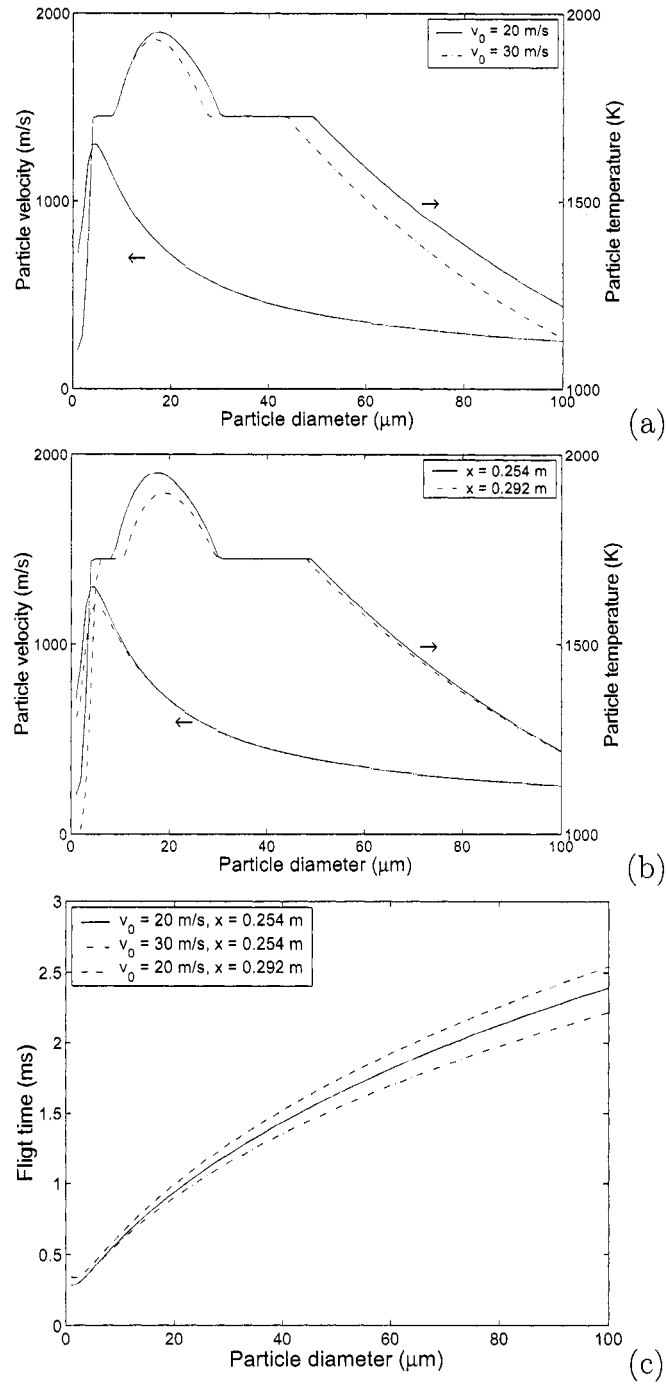 2000
2000
v₀ = 20 m/s
v₀ = 30 m/s
Particle velocity (m/s)
1000
1500
Particle temperature (K)
0
1000
0
20
40
60
80
100
Particle diameter (μm)
(a)
2000
2000
x = 0.254 m
x = 0.292 m
Particle velocity (m/s)
1000
1500
Particle temperature (K)
0
1000
0
20
40
60
80
100
Particle diameter (μm)
(b)
3
v₀ = 20 m/s, x = 0.254 m
v₀ = 30 m/s, x = 0.254 m
v₀ = 20 m/s, x = 0.292 m
2.5
2
Fligt time (ms)
1.5
1
0.5
0
0
20
40
60
80
100
Particle diameter (μm)
(c)